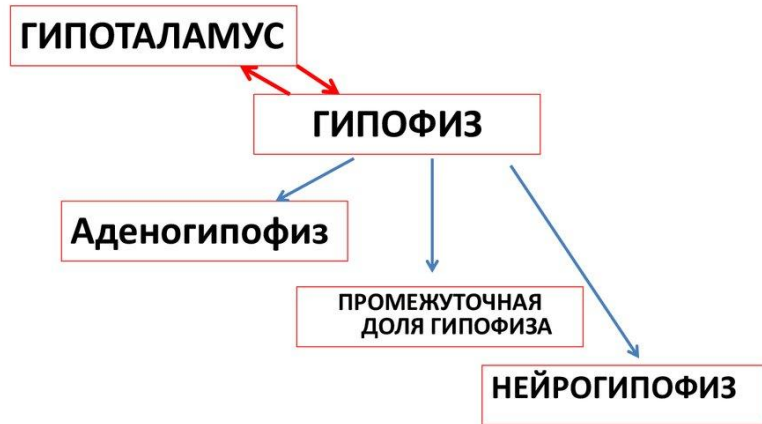 ГИПОТАЛАМУС
ГИПОФИЗ
Аденогипофиз
ПРОМЕЖУТОЧНАЯ
ДОЛЯ ГИПОФИЗА
НЕЙРОГИПОФИЗ